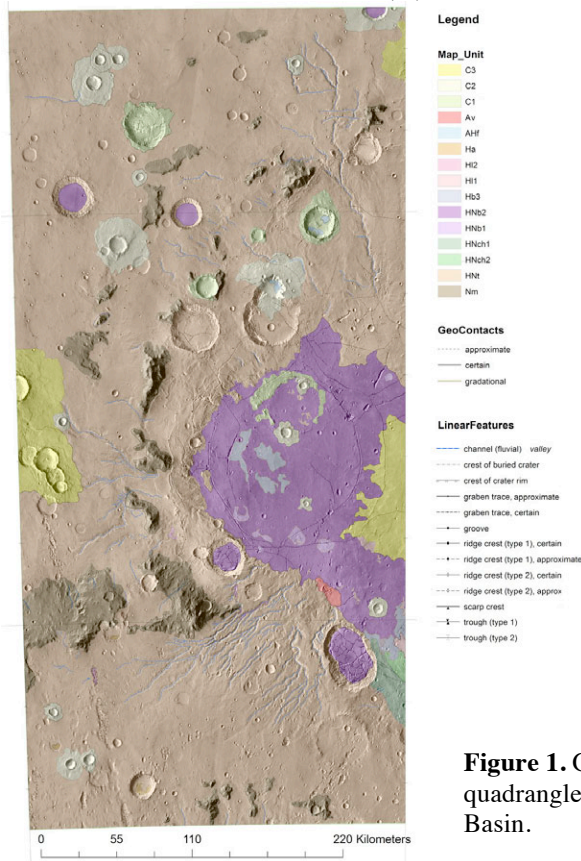 Legend
Map_Unit
C3
C2
C1
Av
AHf
Ha
HI2
HI1
Hb3
HNb2
HNb1
HNch1
HNch2
HNt
Nm
GeoContacts
approximate
certain
gradational
LinearFeatures
channel (fluvial) valley
crest of buried crater
crest of crater rim
graben trace, approximate
graben trace, certain
groove
ridge crest (type 1), certain
ridge crest (type 1), approximate
ridge crest (type 2), certain
ridge crest (type 2), approx
scarp crest
trough (type 1)
trough (type 2)
Figure 1.
quadrangle
Basin.
0 55 110 220 Kilometers